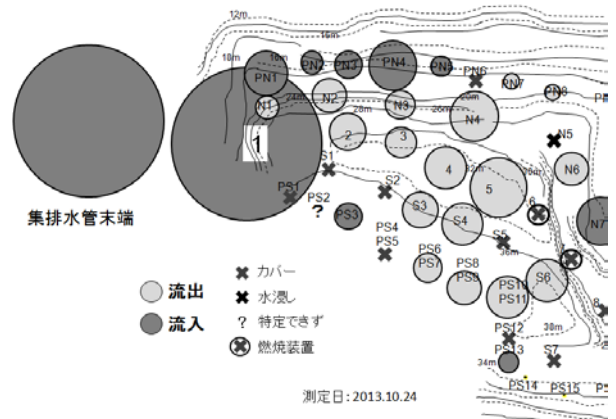 12m
16m
18m
16m
PN1
PN2
PN3
PN4
PN5
PN6
PN7
PN8
N1
24m
N2
28m
N3
26m
N4
N5
1
2
3
S1
4
32m
N6
5
PS1
PS2
?
S2
PS3
S3
S4
6
N7
PS4
PS5
S5
36m
PS6
PS7
PS8
PS9
S6
PS10
PS11
8
PS12
38m
PS13
34m
S7
PS14
PS15
集排水管末端
流出
流入
カバー
水浸し
? 特定できず
燃焼装置
測定日: 2013.10.24